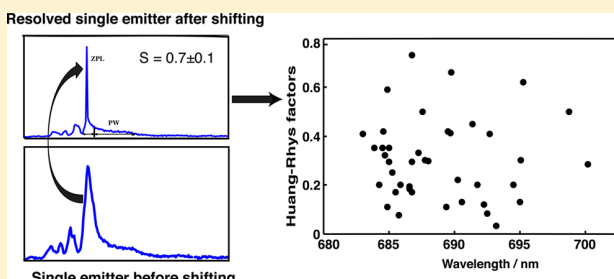 Resolved single emitter after shifting
ZPL
S = 0.7±0.1
PW
Single emitter before shifting
Huang-Rhys factors
0.8
0.6
0.4
0.2
0
680 685 690 695 700
Wavelength / nm